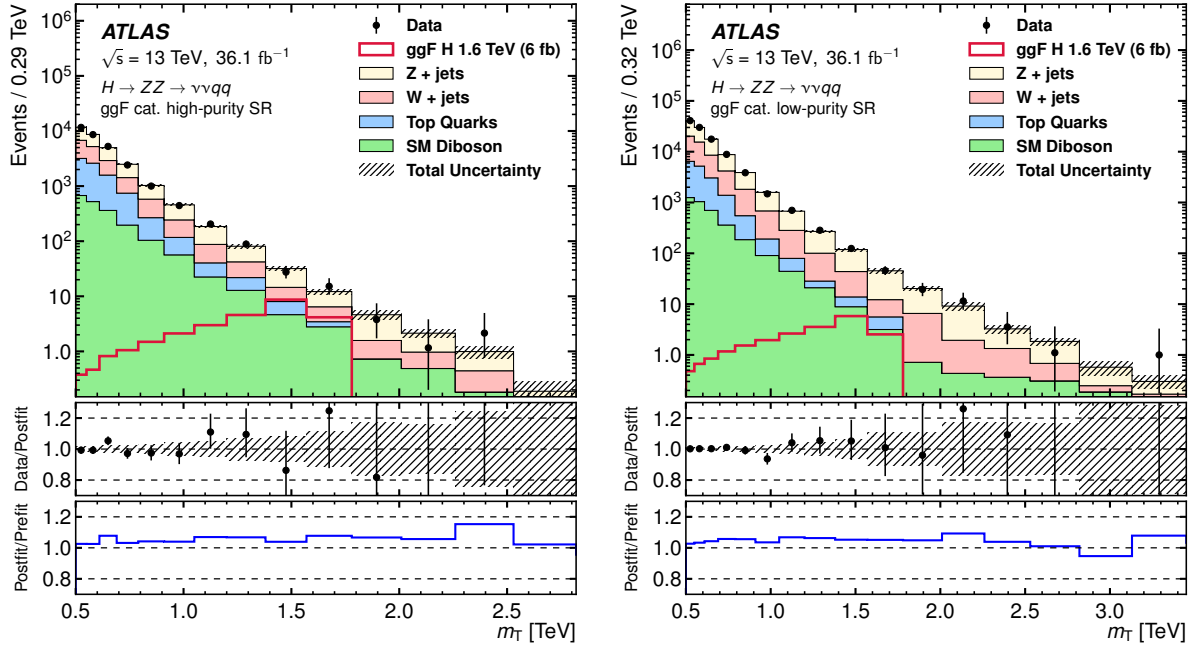 Events / 0.29 TeV
10⁶
10⁵
10⁴
10³
10²
10
1.0
ATLAS
√s = 13 TeV, 36.1 fb⁻¹
H → ZZ → ννqq
ggF cat. high-purity SR
Data
ggF H 1.6 TeV (6 fb)
Z + jets
W + jets
Top Quarks
SM Diboson
Total Uncertainty
Data/Postfit
1.2
1.0
0.8
Postfit/Prefit
1.2
1.0
0.8
0.5 1.0 1.5 2.0 2.5
m_T [TeV]
Events / 0.32 TeV
10⁶
10⁵
10⁴
10³
10²
10
1.0
ATLAS
√s = 13 TeV, 36.1 fb⁻¹
H → ZZ → ννqq
ggF cat. low-purity SR
Data
ggF H 1.6 TeV (6 fb)
Z + jets
W + jets
Top Quarks
SM Diboson
Total Uncertainty
Data/Postfit
1.2
1.0
0.8
Postfit/Prefit
1.2
1.0
0.8
0.5 1.0 1.5 2.0 2.5 3.0
m_T [TeV]